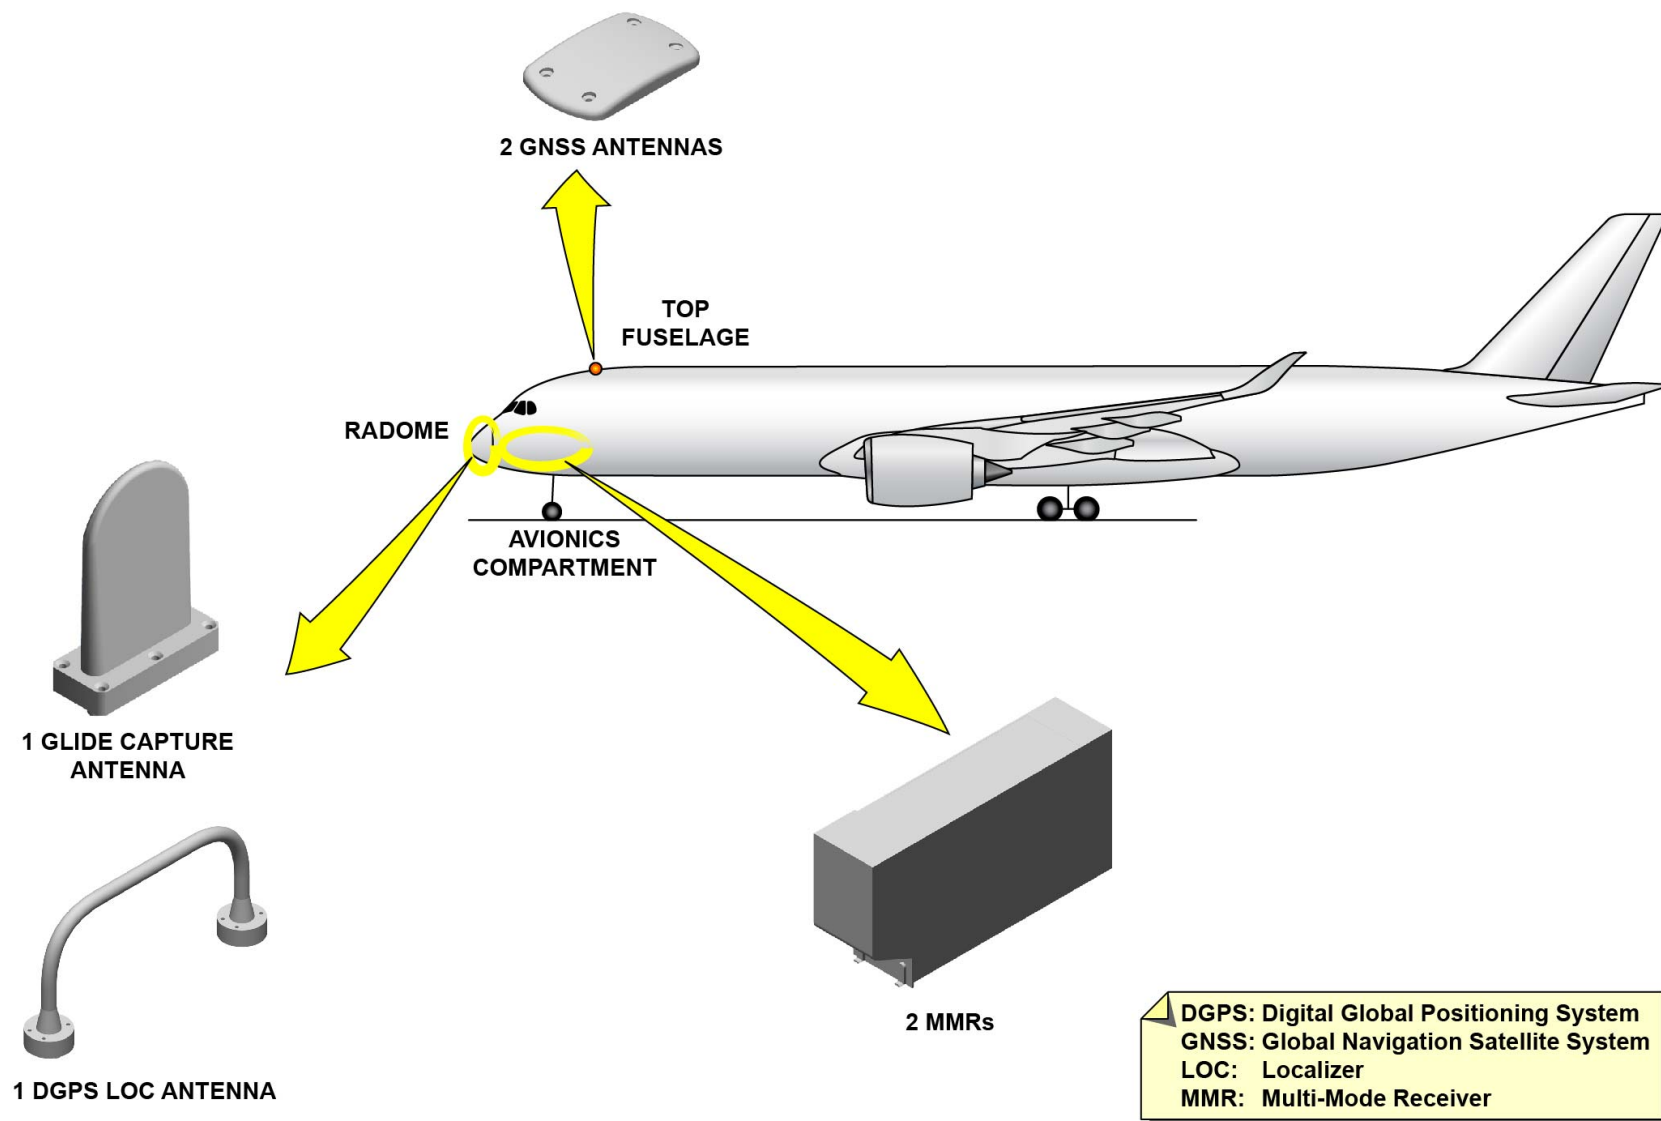 2 GNSS ANTENNAS
TOP
FUSELAGE
RADOME
AVIONICS
COMPARTMENT
1 GLIDE CAPTURE
ANTENNA
2 MMRs
1 DGPS LOC ANTENNA
DGPS: Digital Global Positioning System
GNSS: Global Navigation Satellite System
LOC: Localizer
MMR: Multi-Mode Receiver